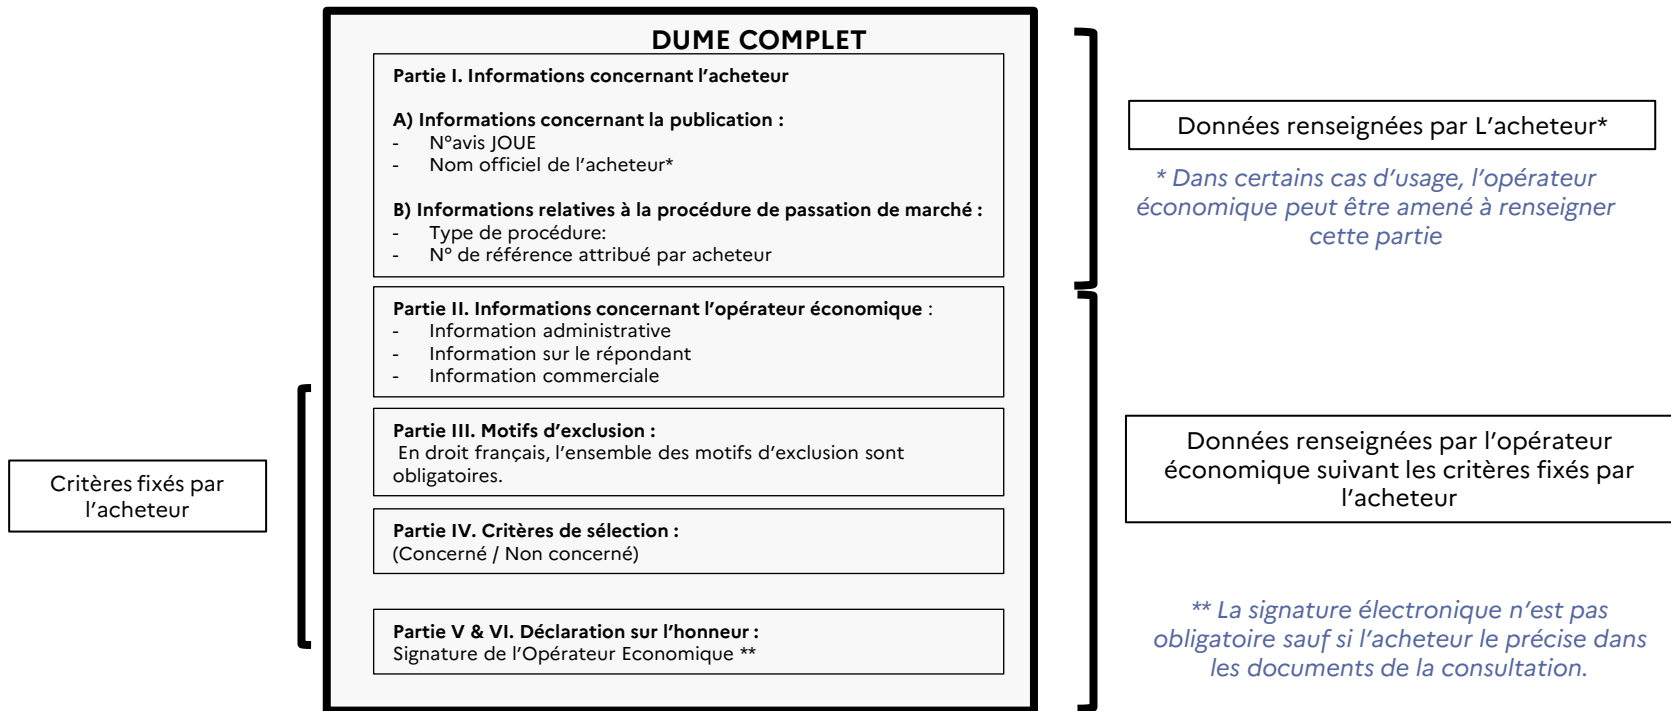 DUME COMPLET
Partie I. Informations concernant l'acheteur
A) Informations concernant la publication :
- N°avis JOUE
- Nom officiel de l'acheteur*
B) Informations relatives à la procédure de passation de marché :
- Type de procédure:
- N° de référence attribué par acheteur
Partie II. Informations concernant l'opérateur économique :
- Information administrative
- Information sur le répondant
- Information commerciale
Partie III. Motifs d'exclusion :
En droit français, l'ensemble des motifs d'exclusion sont
obligatoires.
Partie IV. Critères de sélection :
(Concerné / Non concerné)
Partie V & VI. Déclaration sur l'honneur :
Signature de l'Opérateur Economique **
Critères fixés par
l'acheteur
Données renseignées par L'acheteur*
* Dans certains cas d'usage, l'opérateur
économique peut être amené à renseigner
cette partie
Données renseignées par l'opérateur
économique suivant les critères fixés par
l'acheteur
** La signature électronique n'est pas
obligatoire sauf si l'acheteur le précise dans
les documents de la consultation.